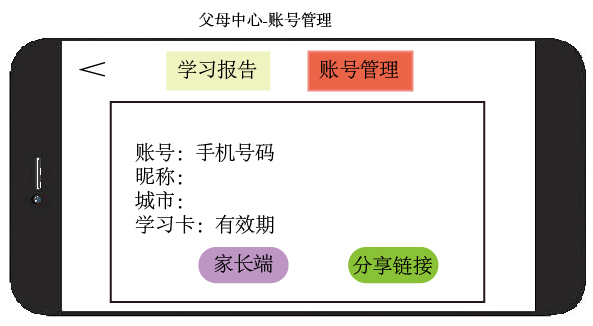 父母中心-账号管理
学习报告
账号管理
账号：手机号码
昵称：
城市：
学习卡：有效期
家长端
分享链接